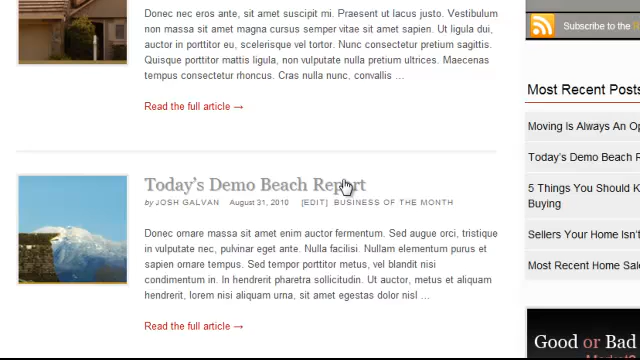 Donec nec eros ante, sit amet suscipit mi. Praesent ut lacus justo. Vestibulum
non massa sit amet magna cursus semper vitae sit amet sapien. Ut ligula dui,
auctor in porttitor eu, scelerisque vel tortor. Nunc consectetur pretium sagittis.
Quisque porttitor mattis ligula, non vulputate nulla pretium ultrices. Maecenas
tempus consectetur rhoncus. Cras nulla nunc, convallis ...
Read the full article →
Today's Demo Beach Report
by JOSH GALVAN August 31, 2010 [EDIT] BUSINESS OF THE MONTH
Donec ornare massa sit amet enim auctor fermentum. Sed augue orci, tristique
in vulputate nec, pulvinar eget ante. Nulla facilisi. Nullam elementum purus et
sapien ornare tempus. Sed tempor porttitor metus, vel blandit nisi
condimentum in. In hendrerit pharetra sollicitudin. Ut auctor, metus et aliquam
hendrerit, lorem nisi aliquam urna, sit amet egestas dolor nisl ...
Read the full article →
Subscribe to the
Most Recent Posts
Moving Is Always An
Today's Demo Beach
5 Things You Should
Buying
Sellers Your Home
Most Recent Home
Good or Bad